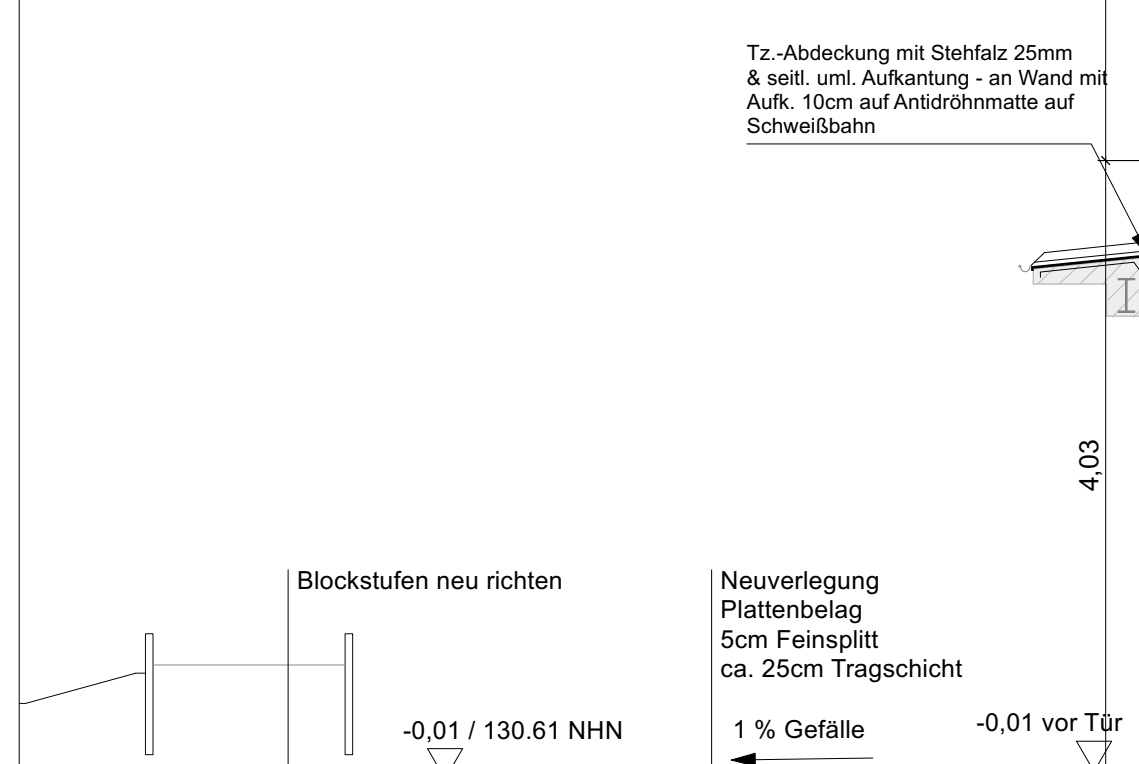 Tz.-Abdeckung mit Stehfalz 25mm
& seitl. uml. Aufkantung - an Wand mit
Aufk. 10cm auf Antidröhnmatte auf
Schweißbahn
4,03
Blockstufen neu richten
Neuverlegung
Plattenbelag
5cm Feinsplitt
ca. 25cm Tragschicht
-0,01 / 130.61 NHN
1 % Gefälle
-0,01 vor Tür